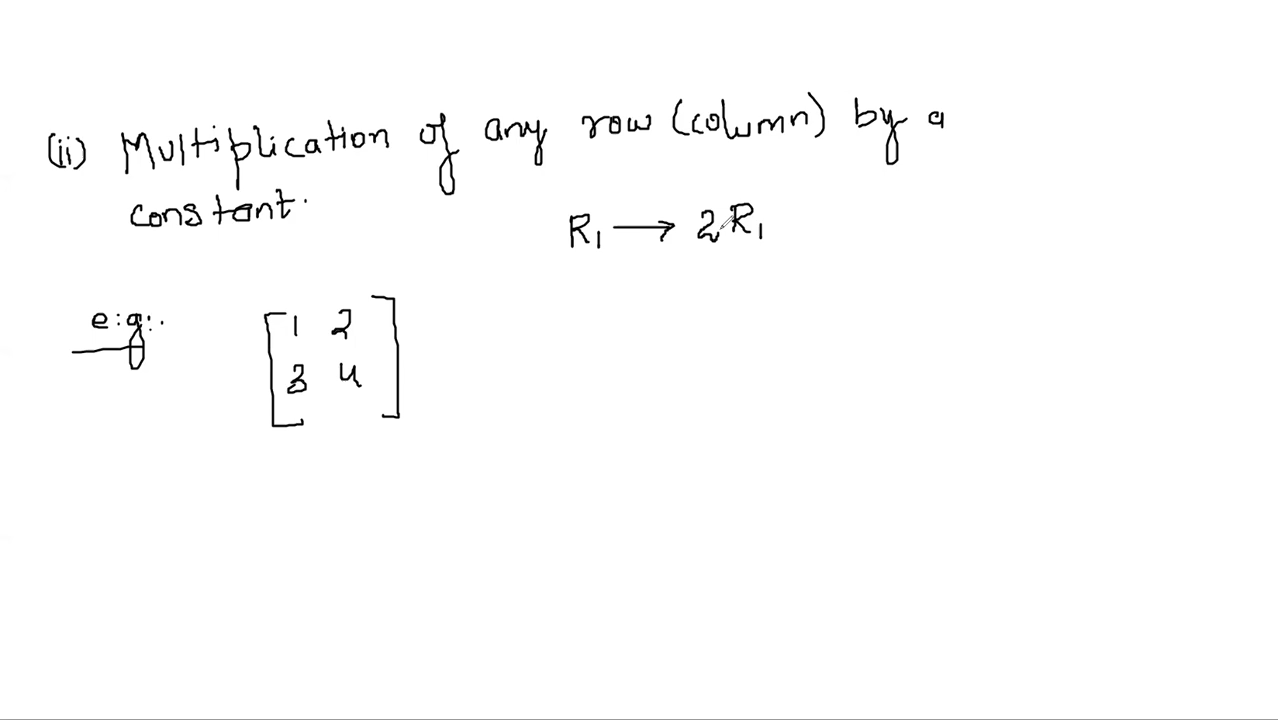 (ii) Multiplication of any row (column) by a
constant.
R₁ ⟶ 2R₁
e:g:.
[1 2
3 4]